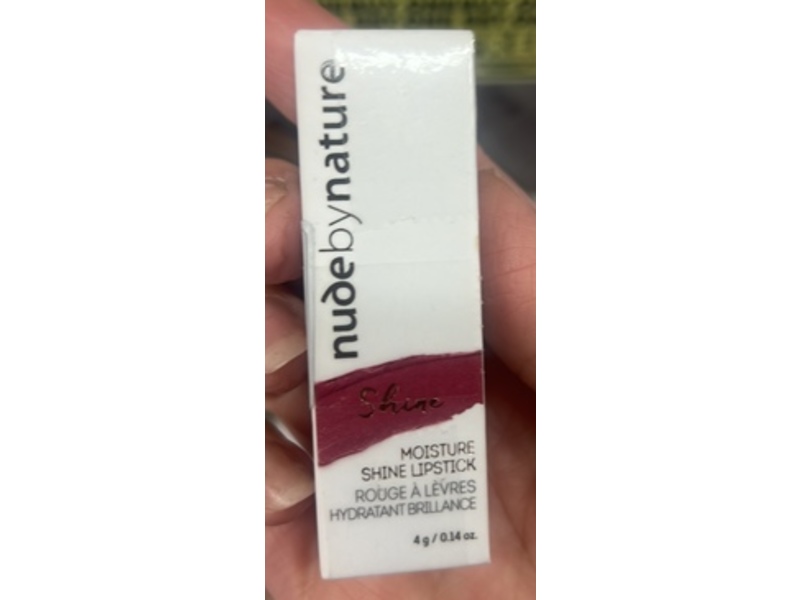 nudebynature
Shine
MOISTURE
SHINE LIPSTICK
ROUGE À LÈVRES
HYDRATANT BRILLANCE
4 g / 0.14 oz.